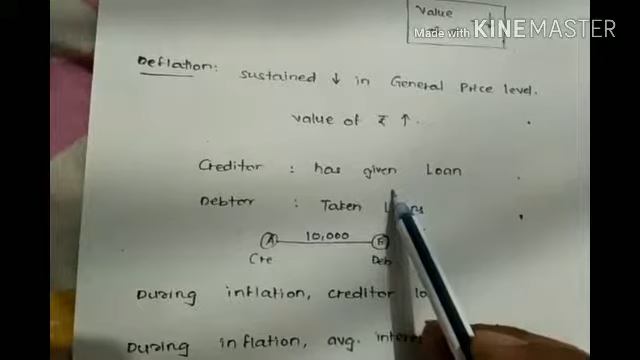 Value
Made with KINEMASTER
Deflation: sustained ↓ in General Price level.
value of ₹ ↑.
Creditor : has given Loan
Debtor : Taken
A 10,000 B
Cre Deb
During inflation, creditor
During inflation, avg.